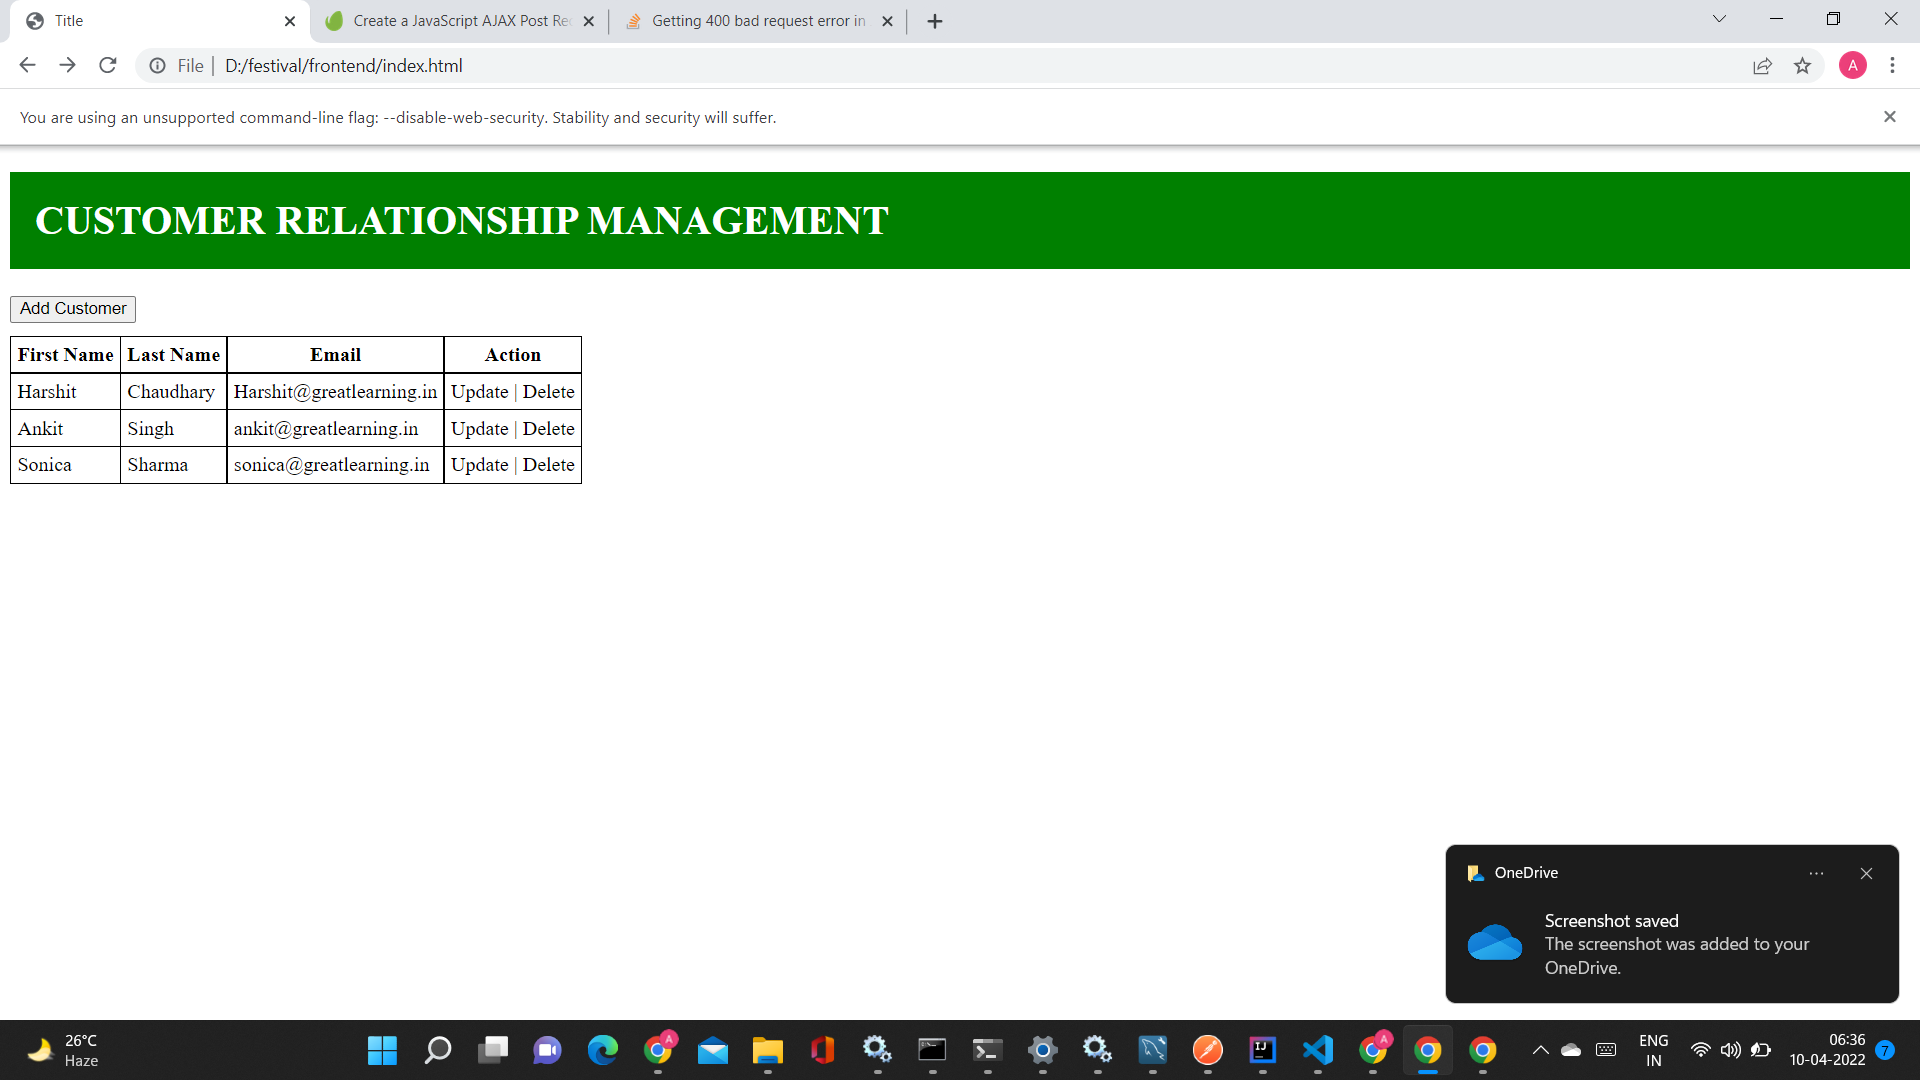 Title
Create a JavaScript AJAX Post Re
Getting 400 bad request error in
File
D:/festival/frontend/index.html
A
You are using an unsupported command-line flag: --disable-web-security. Stability and security will suffer.
CUSTOMER RELATIONSHIP MANAGEMENT
Add Customer
First Name Last Name Email Action
Harshit Chaudhary Harshit@greatlearning.in Update | Delete
Ankit Singh ankit@greatlearning.in Update | Delete
Sonica Sharma sonica@greatlearning.in Update | Delete
OneDrive
Screenshot saved
The screenshot was added to your
OneDrive.
26°C
Haze
A
IJ
A
ENG
IN
06:36
10-04-2022
7